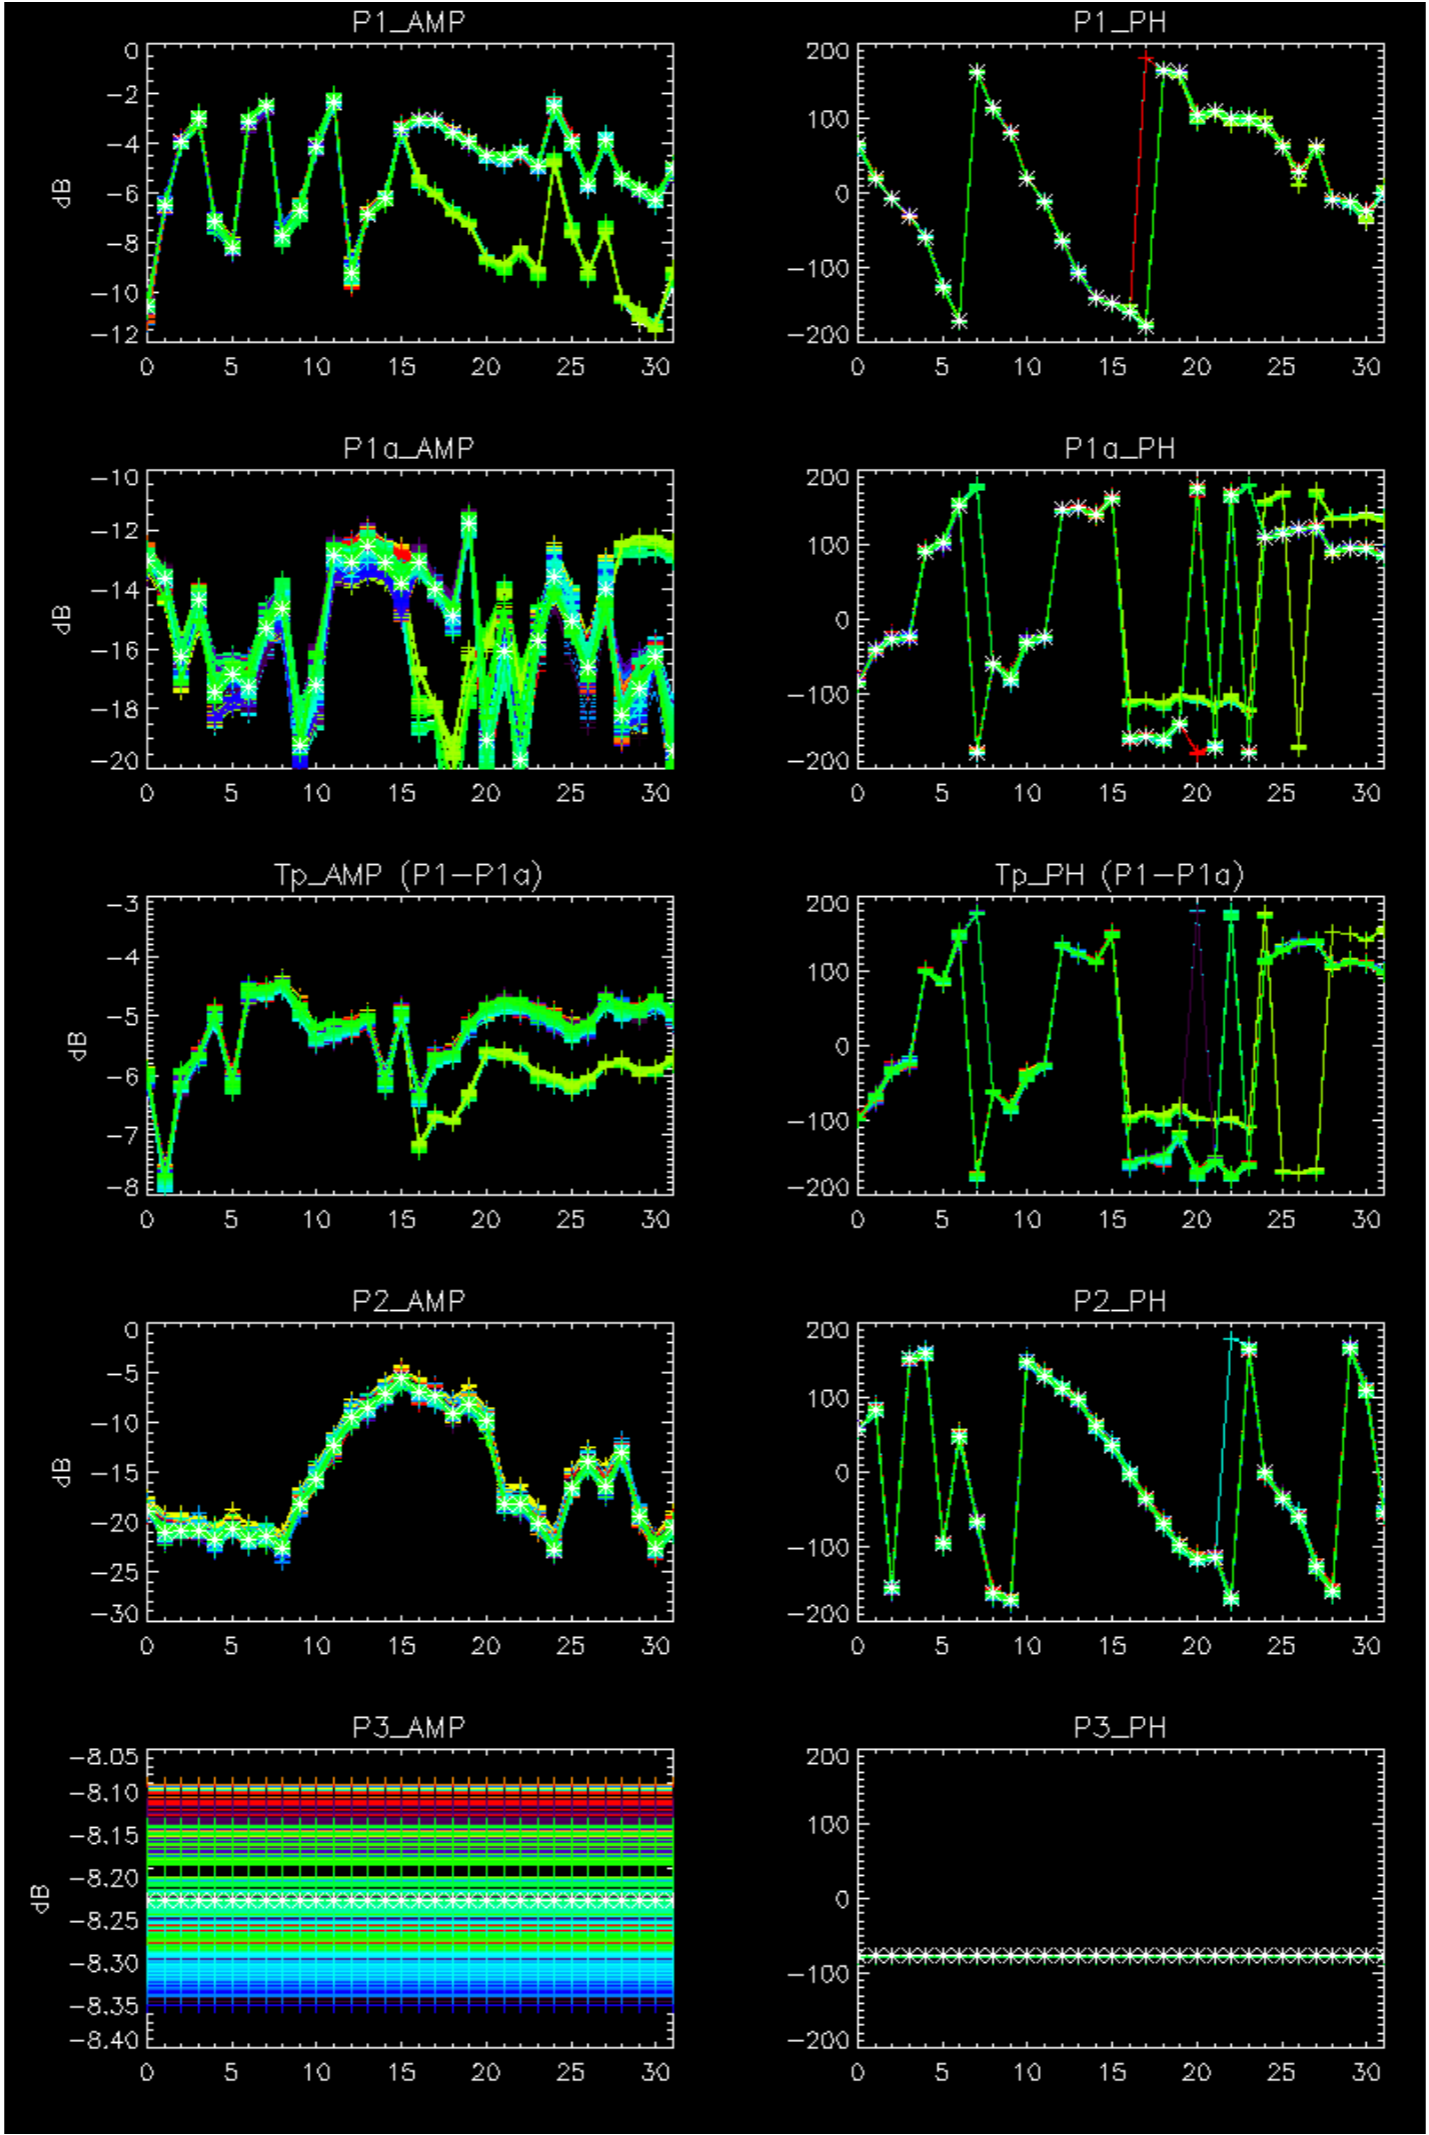 P1_AMP P1_PH
0 200
-2
-4 100
dB -6 0
-8
-100
-10
-12 -200
0 5 10 15 20 25 30 0 5 10 15 20 25 30
P1a_AMP P1a_PH
-10 200
-12 100
-14
dB 0
-16
-18 -100
-20 -200
0 5 10 15 20 25 30 0 5 10 15 20 25 30
Tp_AMP (P1-P1a) Tp_PH (P1-P1a)
-3 200
-4 100
-5
dB 0
-6
-7 -100
-8 -200
0 5 10 15 20 25 30 0 5 10 15 20 25 30
P2_AMP P2_PH
0 200
-5
-10 100
dB -15 0
-20
-25 -100
-30 -200
0 5 10 15 20 25 30 0 5 10 15 20 25 30
P3_AMP P3_PH
-8.05 200
-8.10
-8.15 100
-8.20
dB 0
-8.25
-8.30 -100
-8.35
-8.40 -200
0 5 10 15 20 25 30 0 5 10 15 20 25 30